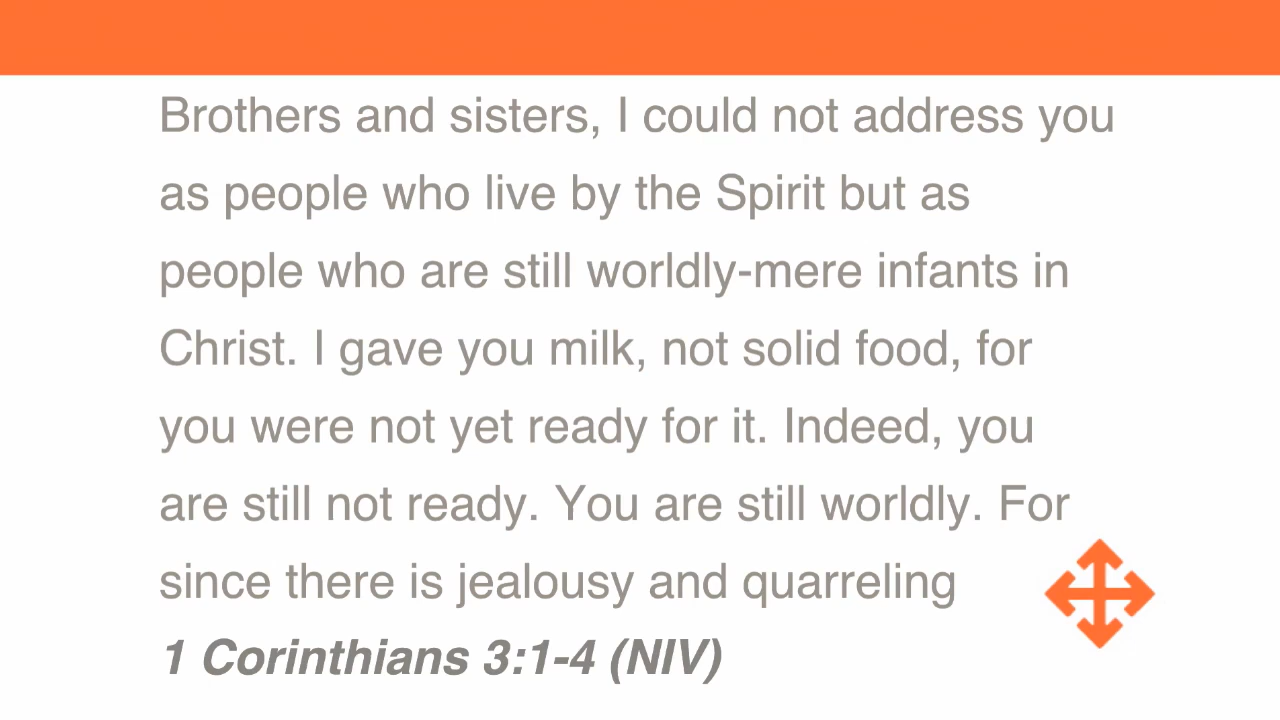 Brothers and sisters, I could not address you
as people who live by the Spirit but as
people who are still worldly-mere infants in
Christ. I gave you milk, not solid food, for
you were not yet ready for it. Indeed, you
are still not ready. You are still worldly. For
since there is jealousy and quarreling
1 Corinthians 3:1-4 (NIV)